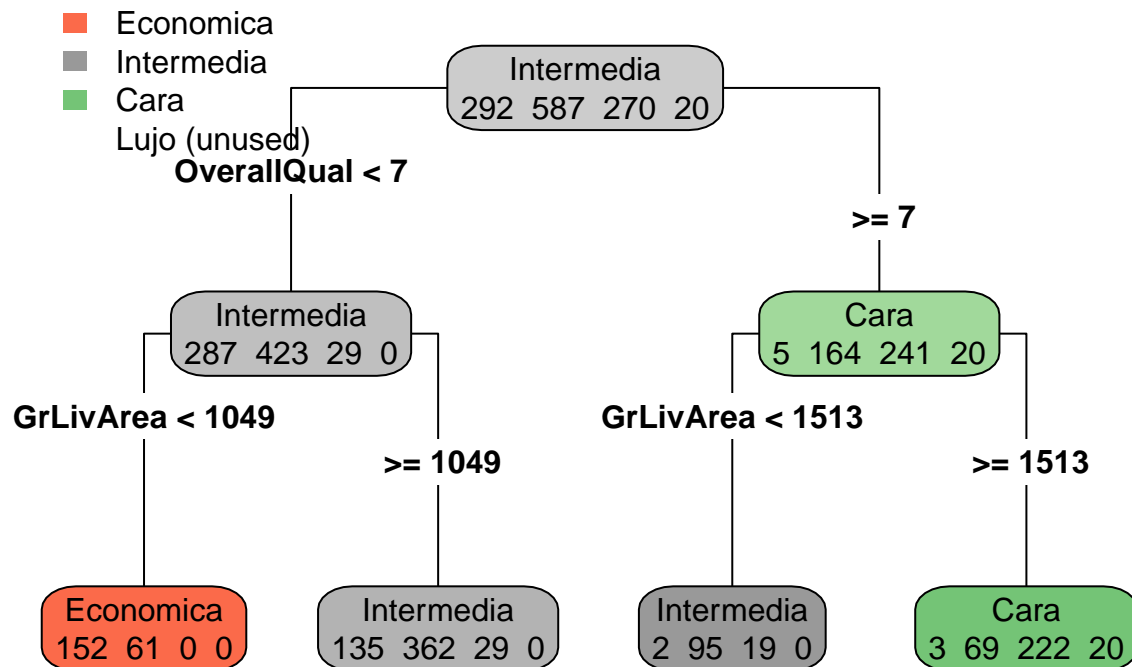 Economica
Intermedia
Cara
Lujo (unused)
Intermedia
292 587 270 20
OverallQual < 7
>= 7
Intermedia
287 423 29 0
Cara
5 164 241 20
GrLivArea < 1049
>= 1049
GrLivArea < 1513
>= 1513
Economica
152 61 0 0
Intermedia
135 362 29 0
Intermedia
2 95 19 0
Cara
3 69 222 20